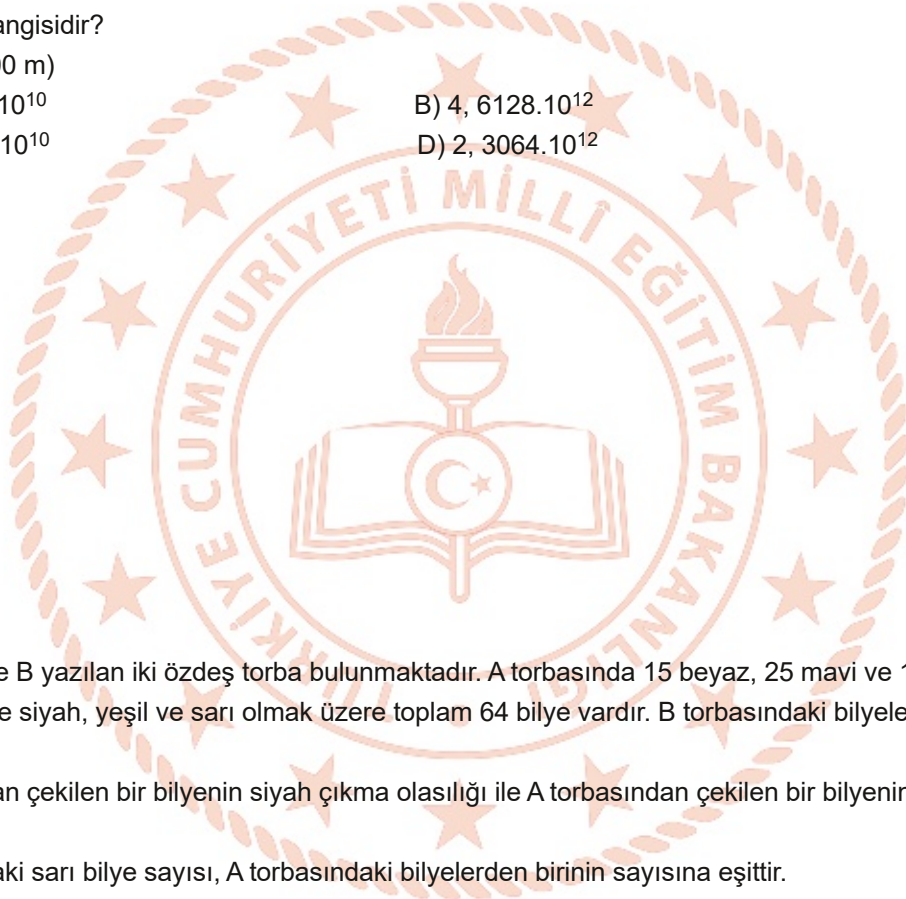 angisidir?
00 m)
10¹⁰ B) 4, 6128.10¹²
10¹⁰ D) 2, 3064.10¹²
TÜRKİYE CUMHURİYETİ MİLLÎ EĞİTİM BAKANLIĞI
e B yazılan iki özdeş torba bulunmaktadır. A torbasında 15 beyaz, 25 mavi ve
e siyah, yeşil ve sarı olmak üzere toplam 64 bilye vardır. B torbasındaki bilyele
an çekilen bir bilyenin siyah çıkma olasılığı ile A torbasından çekilen bir bilyenin
aki sarı bilye sayısı, A torbasındaki bilyelerden birinin sayısına eşittir.